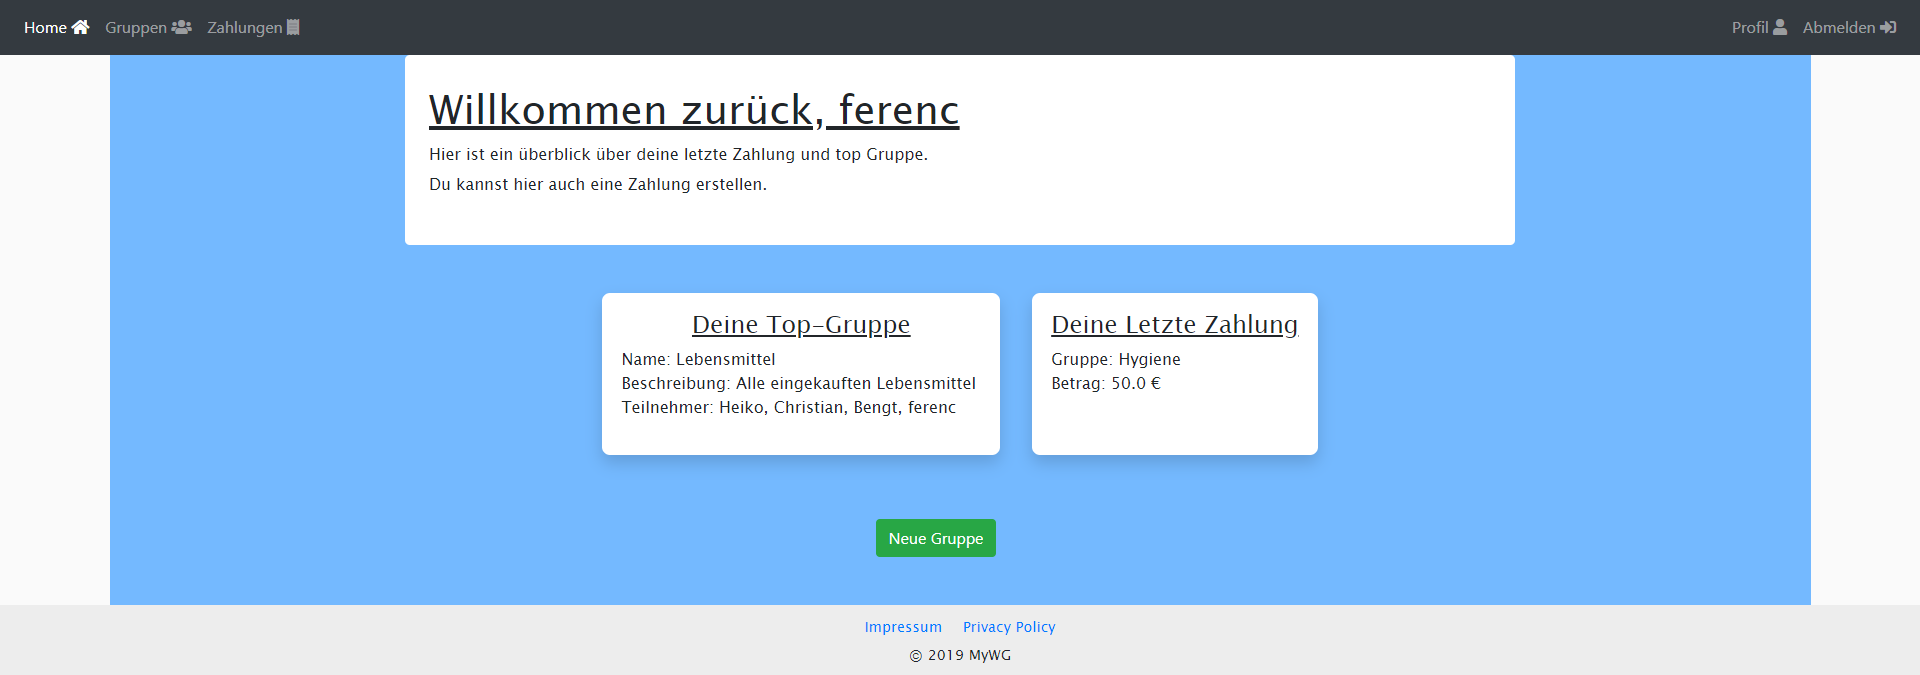 Home Gruppen Zahlungen Profil Abmelden
Willkommen zurück, ferenc
Hier ist ein überblick über deine letzte Zahlung und top Gruppe.
Du kannst hier auch eine Zahlung erstellen.
Deine Top-Gruppe
Name: Lebensmittel
Beschreibung: Alle eingekauften Lebensmittel
Teilnehmer: Heiko, Christian, Bengt, ferenc
Deine Letzte Zahlung
Gruppe: Hygiene
Betrag: 50.0 €
Neue Gruppe
Impressum Privacy Policy
© 2019 MyWG